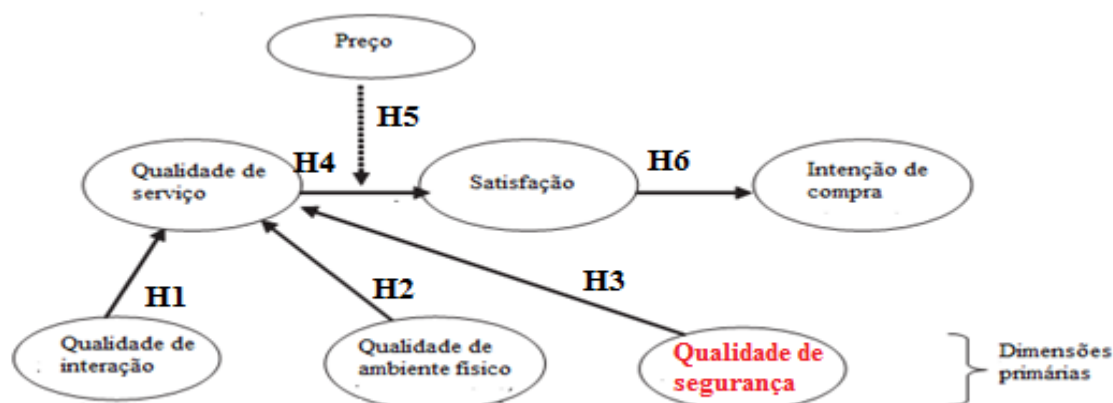 Preço
H5
Qualidade de
serviço
H4
Satisfação
H6
Intenção de
compra
H1
H2
H3
Qualidade de
interação
Qualidade de
ambiente físico
Qualidade de
segurança
Dimensões
primárias